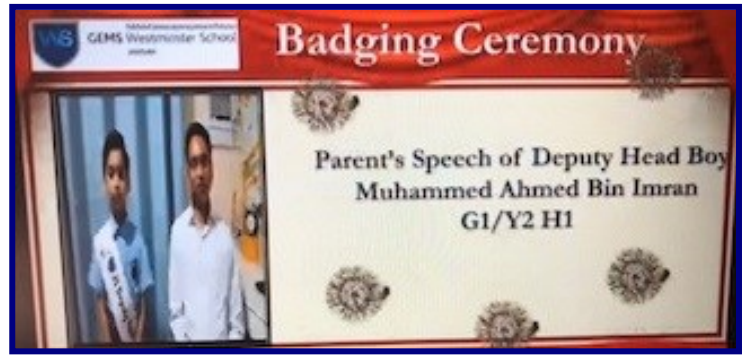 GEMS Westminster School
Badging Ceremony
Parent's Speech of Deputy Head Boy
Muhammed Ahmed Bin Imran
G1/Y2 H1